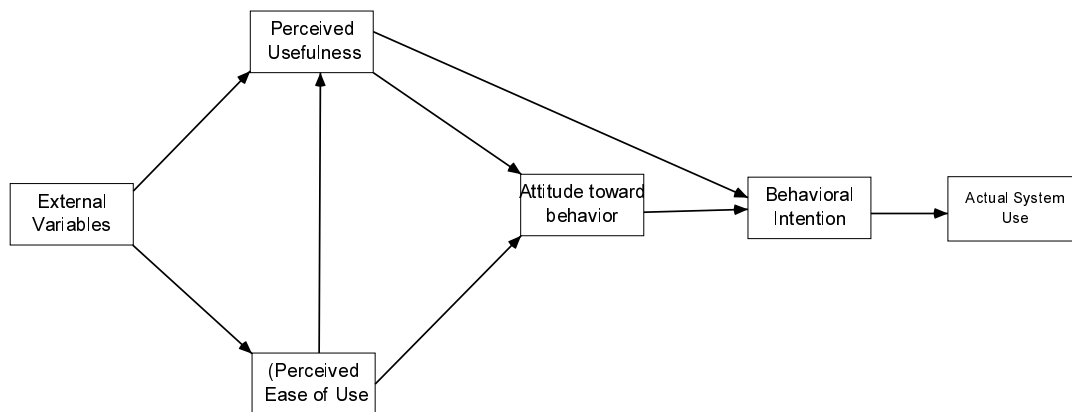 Perceived
Usefulness
External
Variables
Attitude toward
behavior
Behavioral
Intention
Actual System
Use
(Perceived
Ease of Use